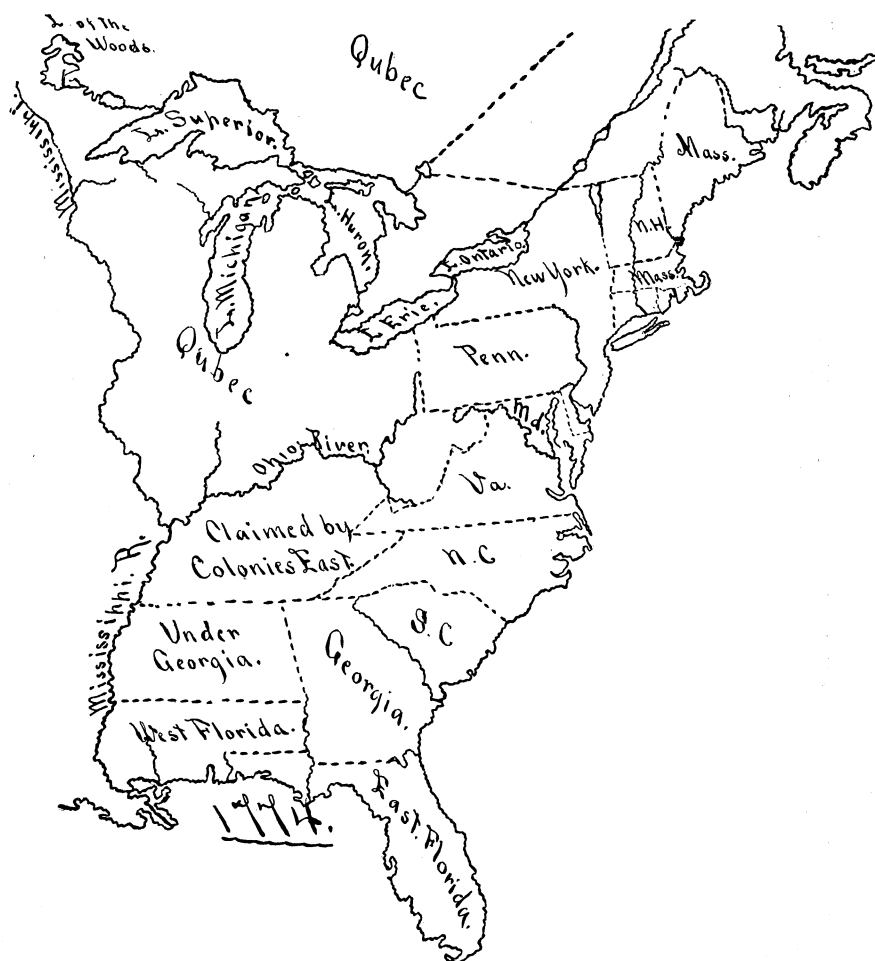 L. of the
Woods.
Qubec
Mississippi.
L. Superior.
Mass.
L. Michigan
L. Huron.
N.H.
L. Ontario.
New York.
Mass.
L. Erie.
Penn.
Qubec
Md.
Ohio River
Va.
Claimed by
Colonies East.
N.C
Mississippi. R.
Under
Georgia.
S.C
Georgia.
West Florida.
East. Florida.
1774.